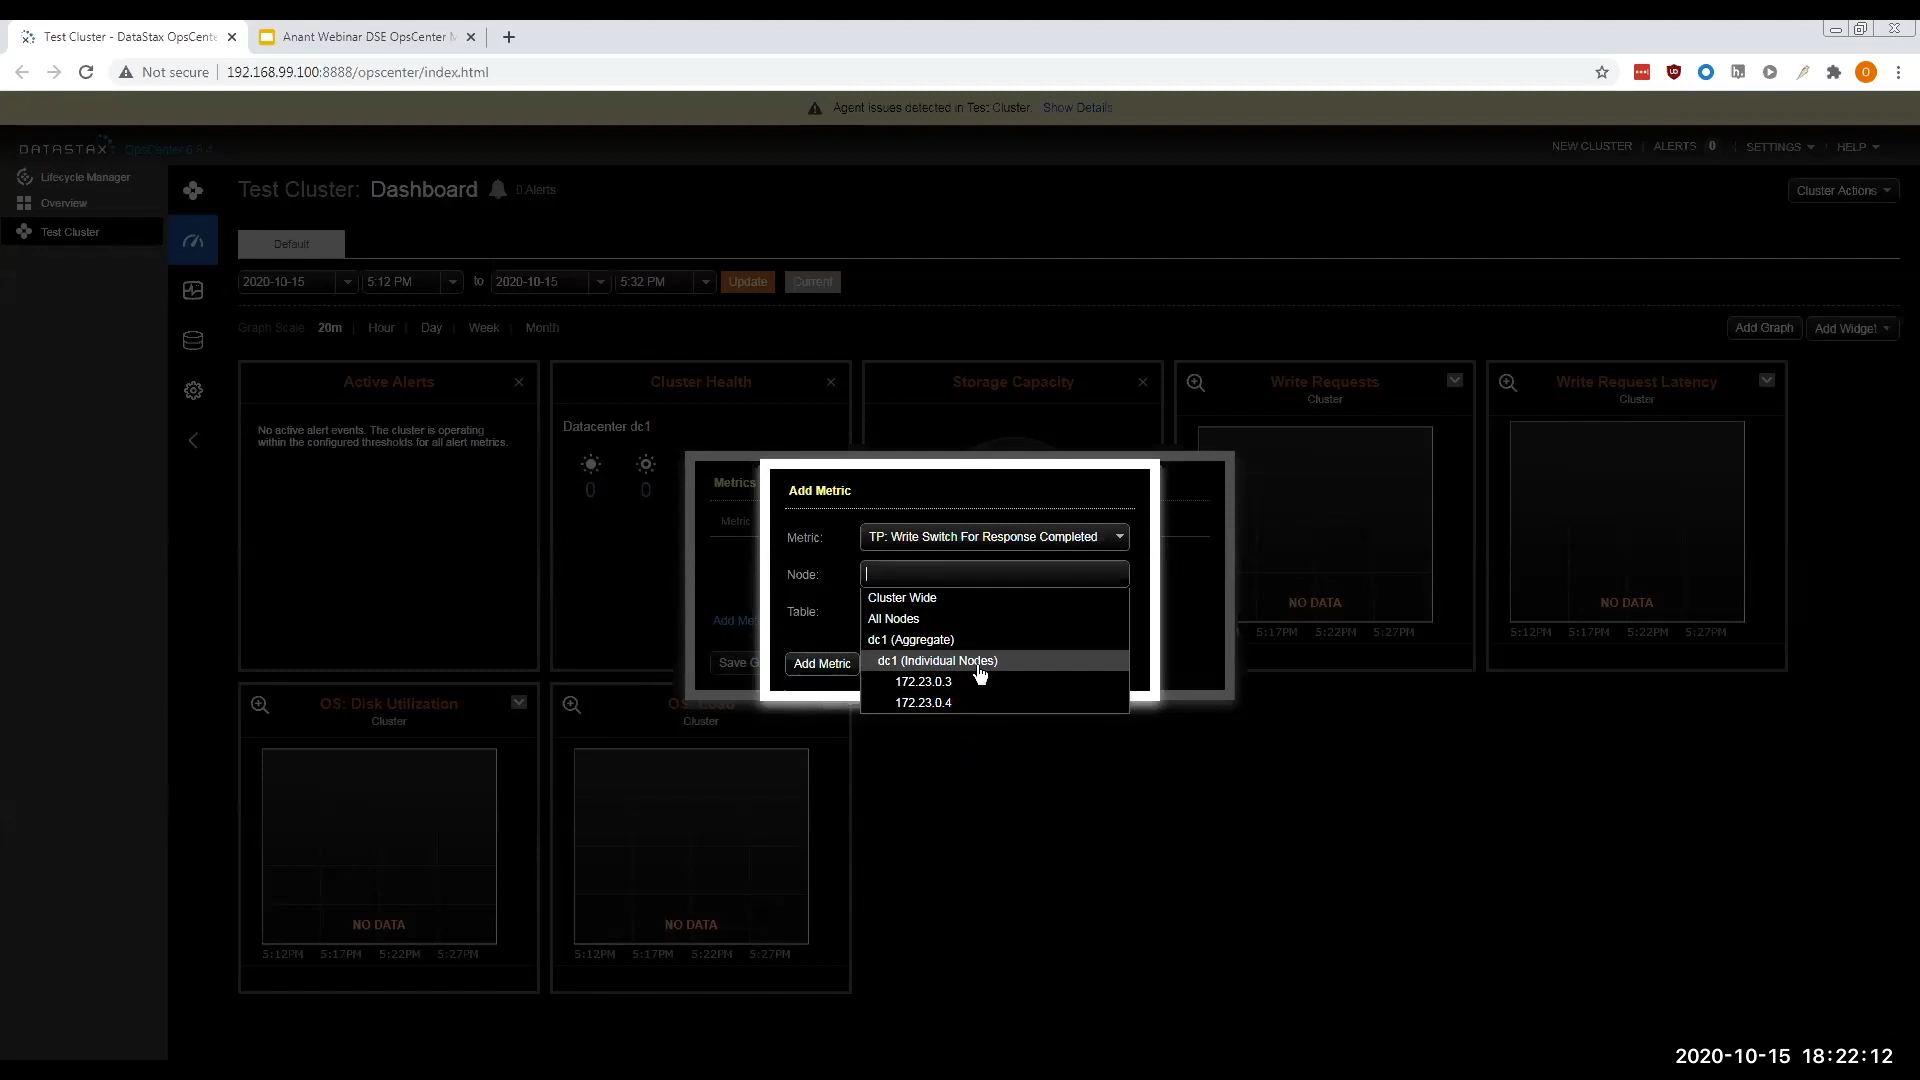 Test Cluster - DataStax OpsCente
Anant Webinar DSE OpsCenter M
Not secure
192.168.99.100:8888/opscenter/index.html
Agent issues detected in Test Cluster. Show Details
DATASTAX OpsCenter 6.8.4
NEW CLUSTER
ALERTS 0
SETTINGS
HELP
Lifecycle Manager
Overview
Test Cluster
Test Cluster: Dashboard 0 Alerts
Cluster Actions
Default
2020-10-15 5:12 PM to 2020-10-15 5:32 PM Update Current
Graph Scale 20m | Hour | Day | Week | Month
Add Graph
Add Widget
Active Alerts
No active alert events. The cluster is operating
within the configured thresholds for all alert metrics.
Cluster Health
Datacenter dc1
0 0
Storage Capacity
Write Requests
Cluster
NO DATA
5:17PM 5:22PM 5:27PM
Write Request Latency
Cluster
NO DATA
5:12PM 5:17PM 5:22PM 5:27PM
Metrics
Metric
Add Me
Save G
Add Metric
Metric: TP: Write Switch For Response Completed
Node:
Table:
Cluster Wide
All Nodes
dc1 (Aggregate)
dc1 (Individual Nodes)
172.23.0.3
172.23.0.4
Add Metric
OS: Disk Utilization
Cluster
NO DATA
5:12PM 5:17PM 5:22PM 5:27PM
OS: Load
Cluster
NO DATA
5:12PM 5:17PM 5:22PM 5:27PM
2020-10-15 18:22:12